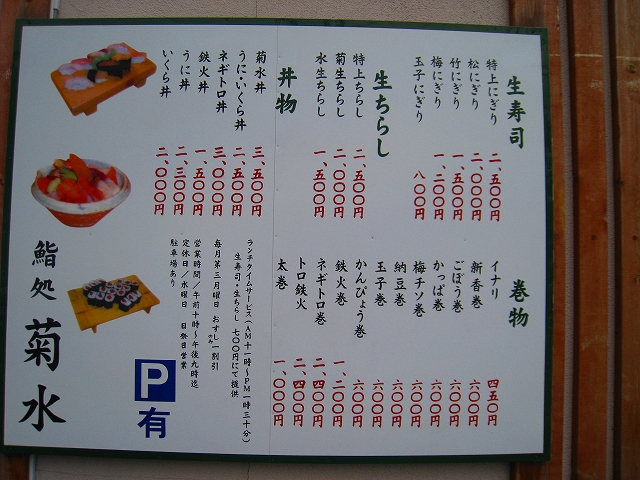 生寿司
特上にぎり 二、五〇〇円
松にぎり 二、〇〇〇円
竹にぎり 一、五〇〇円
梅にぎり 一、二〇〇円
玉子にぎり 八〇〇円
生ちらし
特上ちらし 二、五〇〇円
菊生ちらし 二、〇〇〇円
水生ちらし 一、五〇〇円
丼物
菊水丼 三、五〇〇円
うに・いくら丼 二、五〇〇円
ネギトロ丼 三、〇〇〇円
鉄火丼 一、五〇〇円
うに丼 二、三〇〇円
いくら丼 二、〇〇〇円
巻物
イナリ 四五〇円
新香巻 六〇〇円
ごぼう巻 六〇〇円
かっぱ巻 六〇〇円
梅チソ巻 六〇〇円
納豆巻 六〇〇円
玉子巻 六〇〇円
かんぴょう巻 六〇〇円
鉄火巻 一、二〇〇円
ネギトロ巻 二、四〇〇円
トロ鉄火 二、四〇〇円
太巻 一、〇〇〇円
ランチタイムサービス(AM十一時〜PM一時三十分)
生寿司・生ちらし 七〇〇円にて提供
毎月第三月曜日 おすし一割引
営業時間/午前十時〜午後九時迄
定休日/水曜日 日祭日営業
駐車場あり
P有
鮨処 菊水